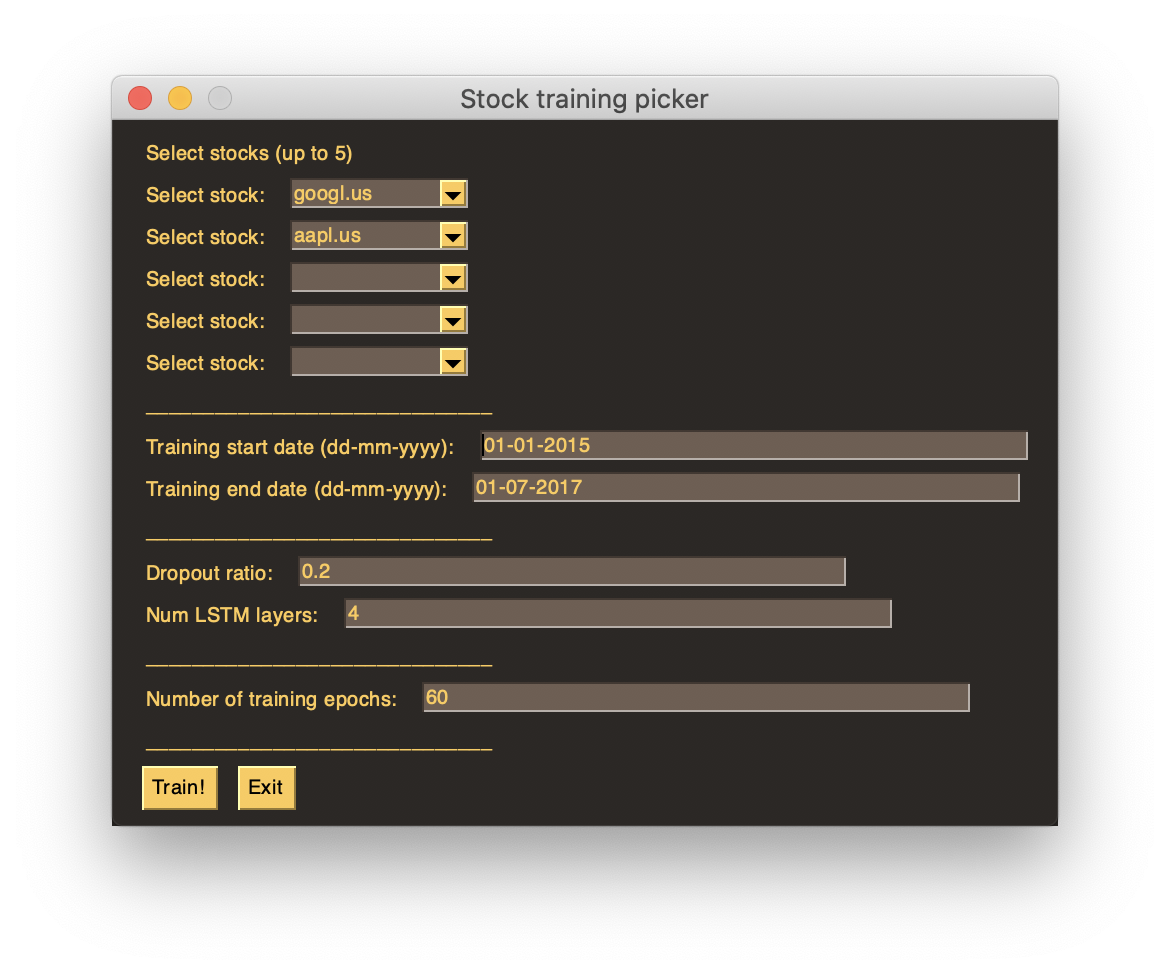 Stock training picker
Select stocks (up to 5)
Select stock: googl.us
Select stock: aapl.us
Select stock:
Select stock:
Select stock:
______________________________
Training start date (dd-mm-yyyy): 01-01-2015
Training end date (dd-mm-yyyy): 01-07-2017
______________________________
Dropout ratio: 0.2
Num LSTM layers: 4
______________________________
Number of training epochs: 60
______________________________
Train! Exit